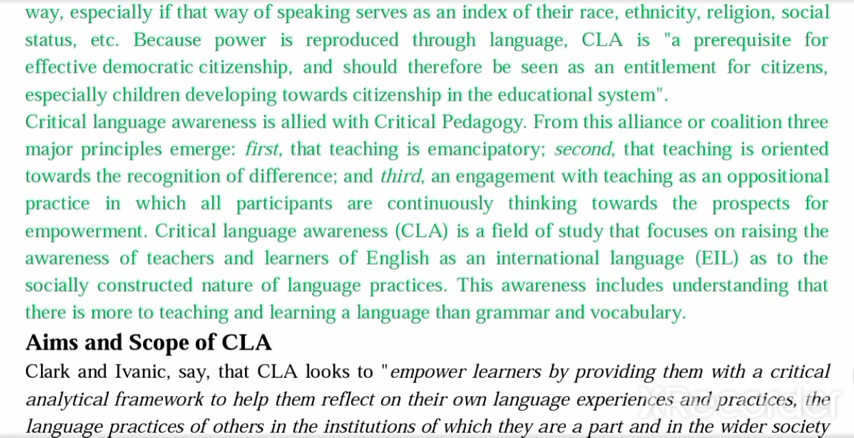 way, especially if that way of speaking serves as an index of their race, ethnicity, religion, social
status, etc. Because power is reproduced through language, CLA is "a prerequisite for
effective democratic citizenship, and should therefore be seen as an entitlement for citizens,
especially children developing towards citizenship in the educational system".
Critical language awareness is allied with Critical Pedagogy. From this alliance or coalition three
major principles emerge: first, that teaching is emancipatory; second, that teaching is oriented
towards the recognition of difference; and third, an engagement with teaching as an oppositional
practice in which all participants are continuously thinking towards the prospects for
empowerment. Critical language awareness (CLA) is a field of study that focuses on raising the
awareness of teachers and learners of English as an international language (EIL) as to the
socially constructed nature of language practices. This awareness includes understanding that
there is more to teaching and learning a language than grammar and vocabulary.
Aims and Scope of CLA
Clark and Ivanic, say, that CLA looks to "empower learners by providing them with a critical
analytical framework to help them reflect on their own language experiences and practices, the
language practices of others in the institutions of which they are a part and in the wider society
XRecorder